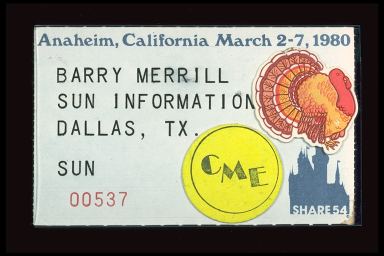 Anaheim, California March 2-7, 1980
BARRY MERRILL
SUN INFORMATION
DALLAS, TX.
CME
SUN
00537
SHARE 54